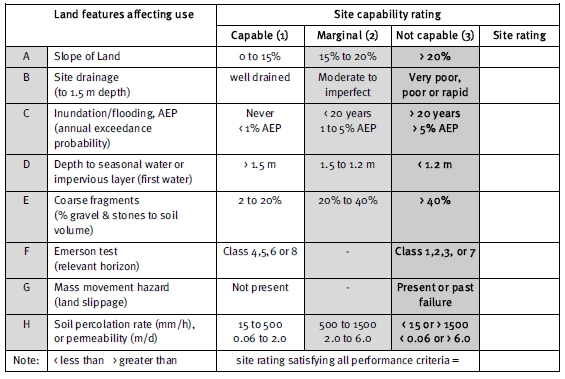 Land features affecting use Site capability rating
Capable (1) Marginal (2) Not capable (3) Site rating
A Slope of Land 0 to 15% 15% to 20% > 20%
B Site drainage well drained Moderate to Very poor,
(to 1.5 m depth) imperfect poor or rapid
C Inundation/flooding, AEP Never < 20 years > 20 years
(annual exceedance < 1% AEP 1 to 5% AEP > 5% AEP
probability)
D Depth to seasonal water or > 1.5 m 1.5 to 1.2 m < 1.2 m
impervious layer (first water)
E Coarse fragments 2 to 20% 20% to 40% > 40%
(% gravel & stones to soil
volume)
F Emerson test Class 4,5,6 or 8 - Class 1,2,3, or 7
(relevant horizon)
G Mass movement hazard Not present - Present or past
(land slippage) failure
H Soil percolation rate (mm/h), 15 to 500 500 to 1500 < 15 or > 1500
or permeability (m/d) 0.06 to 2.0 2.0 to 6.0 < 0.06 or > 6.0
Note: < less than > greater than site rating satisfying all performance criteria =